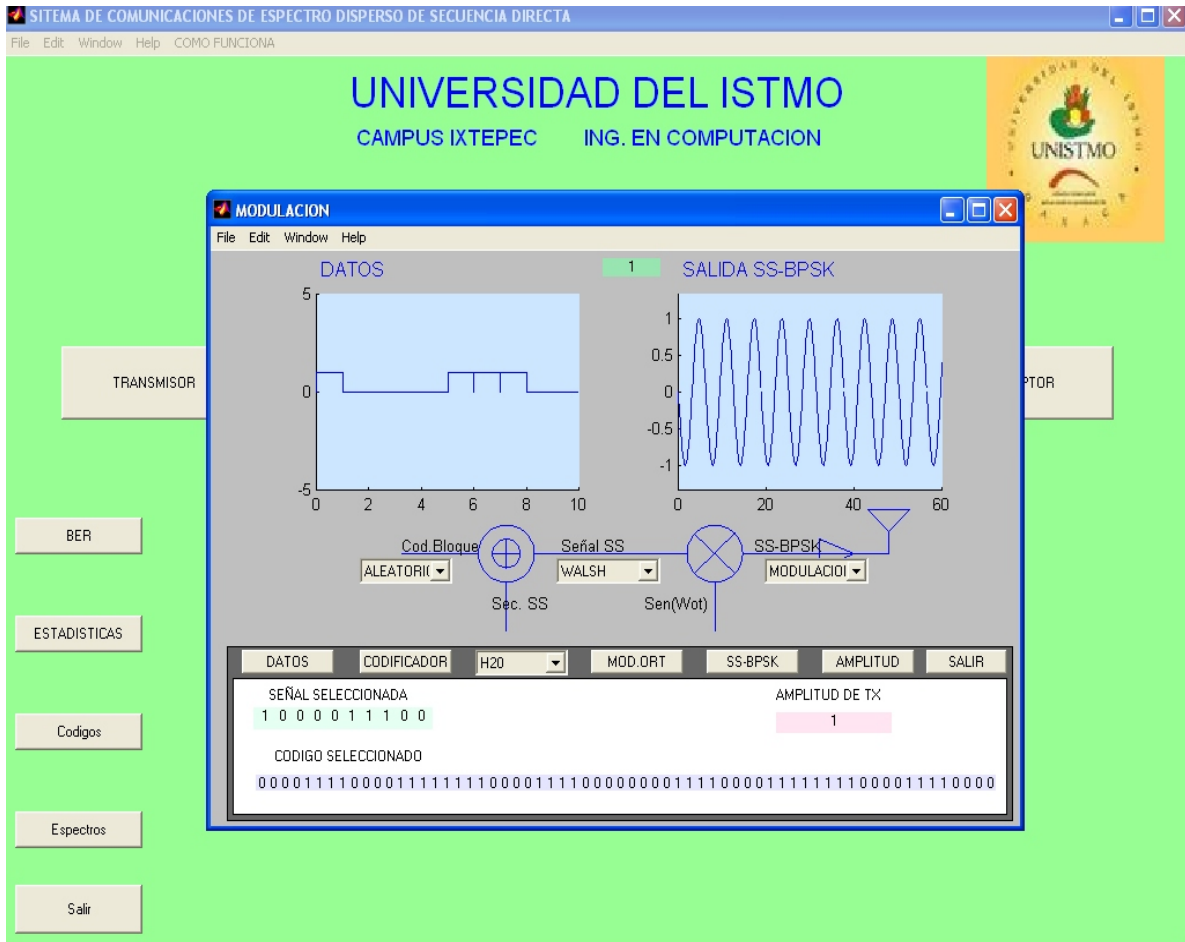 SITEMA DE COMUNICACIONES DE ESPECTRO DISPERSO DE SECUENCIA DIRECTA
File Edit Window Help COMO FUNCIONA
UNIVERSIDAD DEL ISTMO
CAMPUS IXTEPEC ING. EN COMPUTACION
UNISTMO
MODULACION
File Edit Window Help
DATOS 1 SALIDA SS-BPSK
5
0
-5
0 2 4 6 8 10
1
0.5
0
-0.5
-1
0 20 40 60
TRANSMISOR
PTOR
Cod.Bloque Señal SS SS-BPSK
ALEATORI( WALSH MODULACIOI
Sec. SS Sen(Wot)
DATOS CODIFICADOR H20 MOD.ORT SS-BPSK AMPLITUD SALIR
SEÑAL SELECCIONADA AMPLITUD DE TX
1 0 0 0 0 1 1 1 0 0 1
CODIGO SELECCIONADO
0 0 0 0 1 1 1 1 0 0 0 0 1 1 1 1 1 1 1 1 0 0 0 0 1 1 1 1 0 0 0 0 0 0 0 0 1 1 1 1 0 0 0 0 1 1 1 1 1 1 1 1 0 0 0 0 1 1 1 1 0 0 0 0
BER
ESTADISTICAS
Codigos
Espectros
Salir